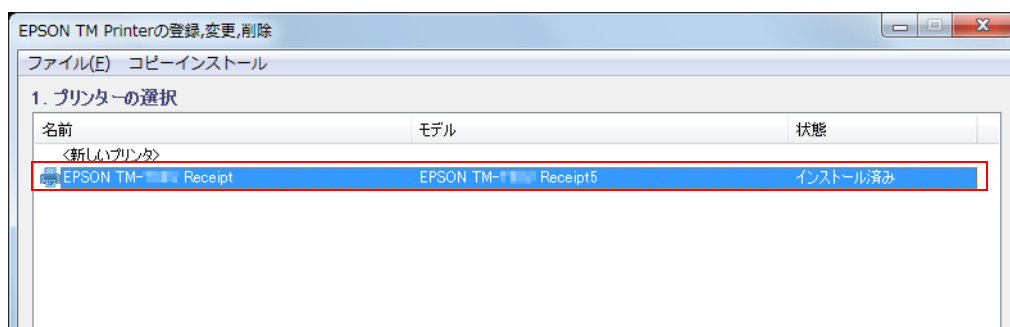 EPSON TM Printerの登録,変更,削除
ファイル(F) コピーインストール
1. プリンターの選択
名前 モデル 状態
<新しいプリンタ>
EPSON TM- Receipt EPSON TM- Receipt5 インストール済み